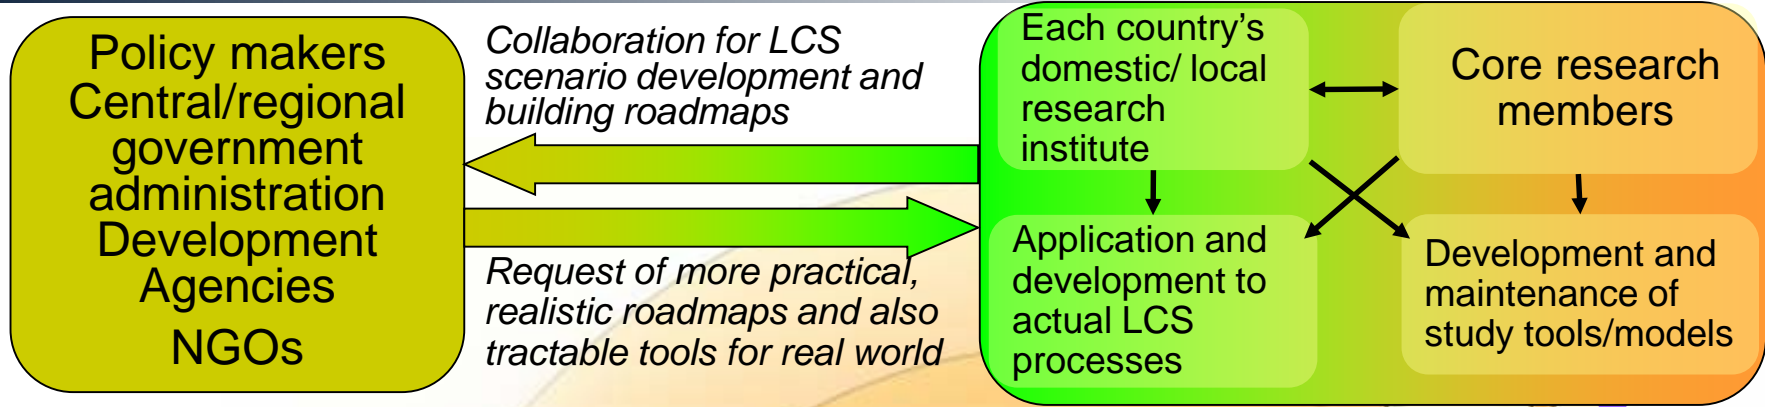 Policy makers
Central/regional
government
administration
Development
Agencies
NGOs
Collaboration for LCS
scenario development and
building roadmaps
Request of more practical,
realistic roadmaps and also
tractable tools for real world
Each country’s
domestic/ local
research
institute
Core research
members
Application and
development to
actual LCS
processes
Development and
maintenance of
study tools/models